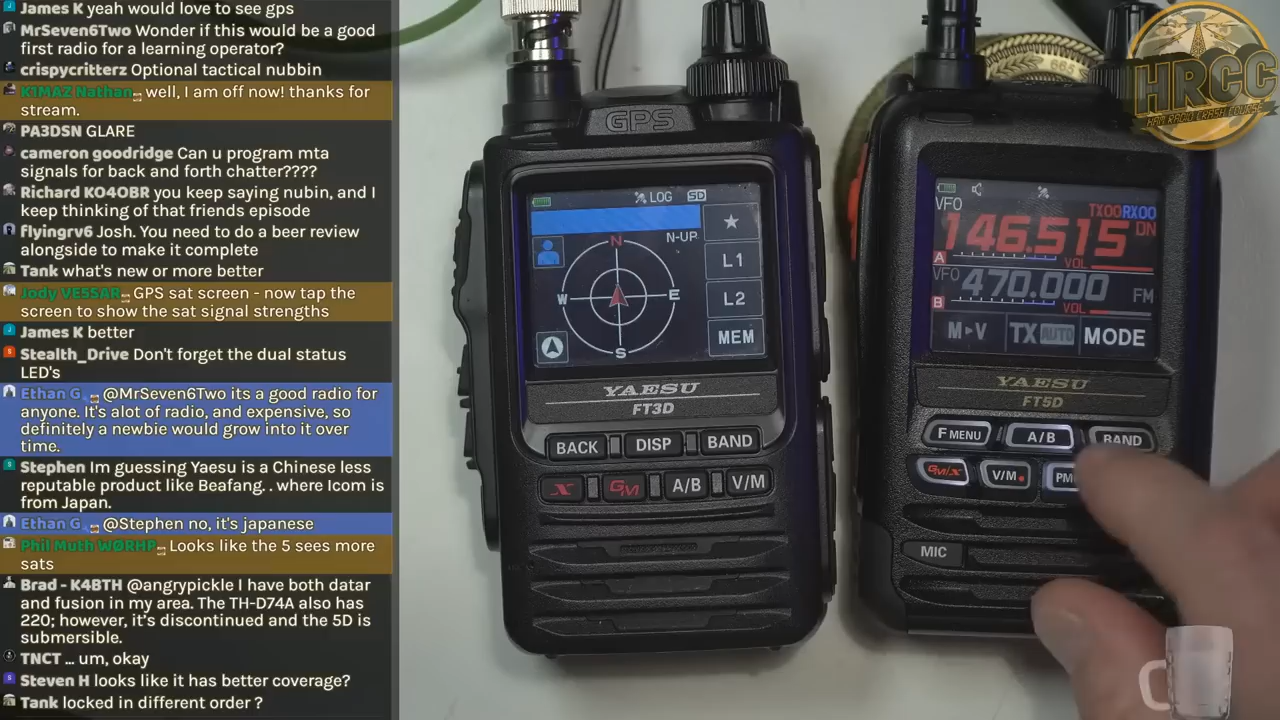 James K yeah would love to see gps
MrSeven6Two Wonder if this would be a good
first radio for a learning operator?
crispycritterz Optional tactical nubbin
K1MAZ Nathan well, I am off now! thanks for
stream.
PA3DSN GLARE
cameron goodridge Can u program mta
signals for back and forth chatter????
Richard KO4OBR you keep saying nubin, and I
keep thinking of that friends episode
flyingrv6 Josh. You need to do a beer review
alongside to make it complete
Tank what's new or more better
Jody VE5SAR GPS sat screen - now tap the
screen to show the sat signal strengths
James K better
Stealth_Drive Don't forget the dual status
LED's
Ethan G @MrSeven6Two its a good radio for
anyone. It's alot of radio, and expensive, so
definitely a newbie would grow into it over
time.
Stephen Im guessing Yaesu is a Chinese less
reputable product like Beafang. . where Icom is
from Japan.
Ethan G @Stephen no, it's japanese
Phil Muth WØRHP Looks like the 5 sees more
sats
Brad - K4BTH @angrypickle I have both datar
and fusion in my area. The TH-D74A also has
220; however, it's discontinued and the 5D is
submersible.
TNCT ... um, okay
Steven H looks like it has better coverage?
Tank locked in different order ?
GPS
LOG SD
N-UP
N
W E
S
★
L1
L2
MEM
YAESU
FT3D
BACK DISP BAND
X GM A/B V/M
VFO
TX00RX00
146.515 DN
A VOL
VFO
470.000 FM
B VOL
M►V TX AUTO MODE
YAESU
FT5D
F MENU A/B BAND
GM/X V/M
MIC
HRCC
HAM RADIO CRASH COURSE